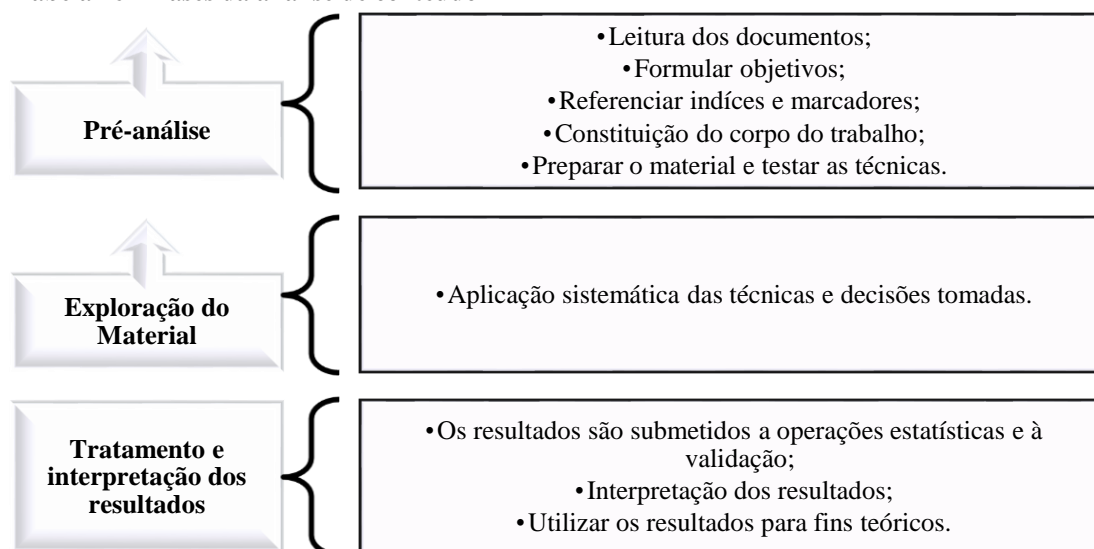 Pré-análise
•Leitura dos documentos;
•Formular objetivos;
•Referenciar indíces e marcadores;
•Constituição do corpo do trabalho;
•Preparar o material e testar as técnicas.
Exploração do
Material
•Aplicação sistemática das técnicas e decisões tomadas.
Tratamento e
interpretação dos
resultados
•Os resultados são submetidos a operações estatísticas e à
validação;
•Interpretação dos resultados;
•Utilizar os resultados para fins teóricos.